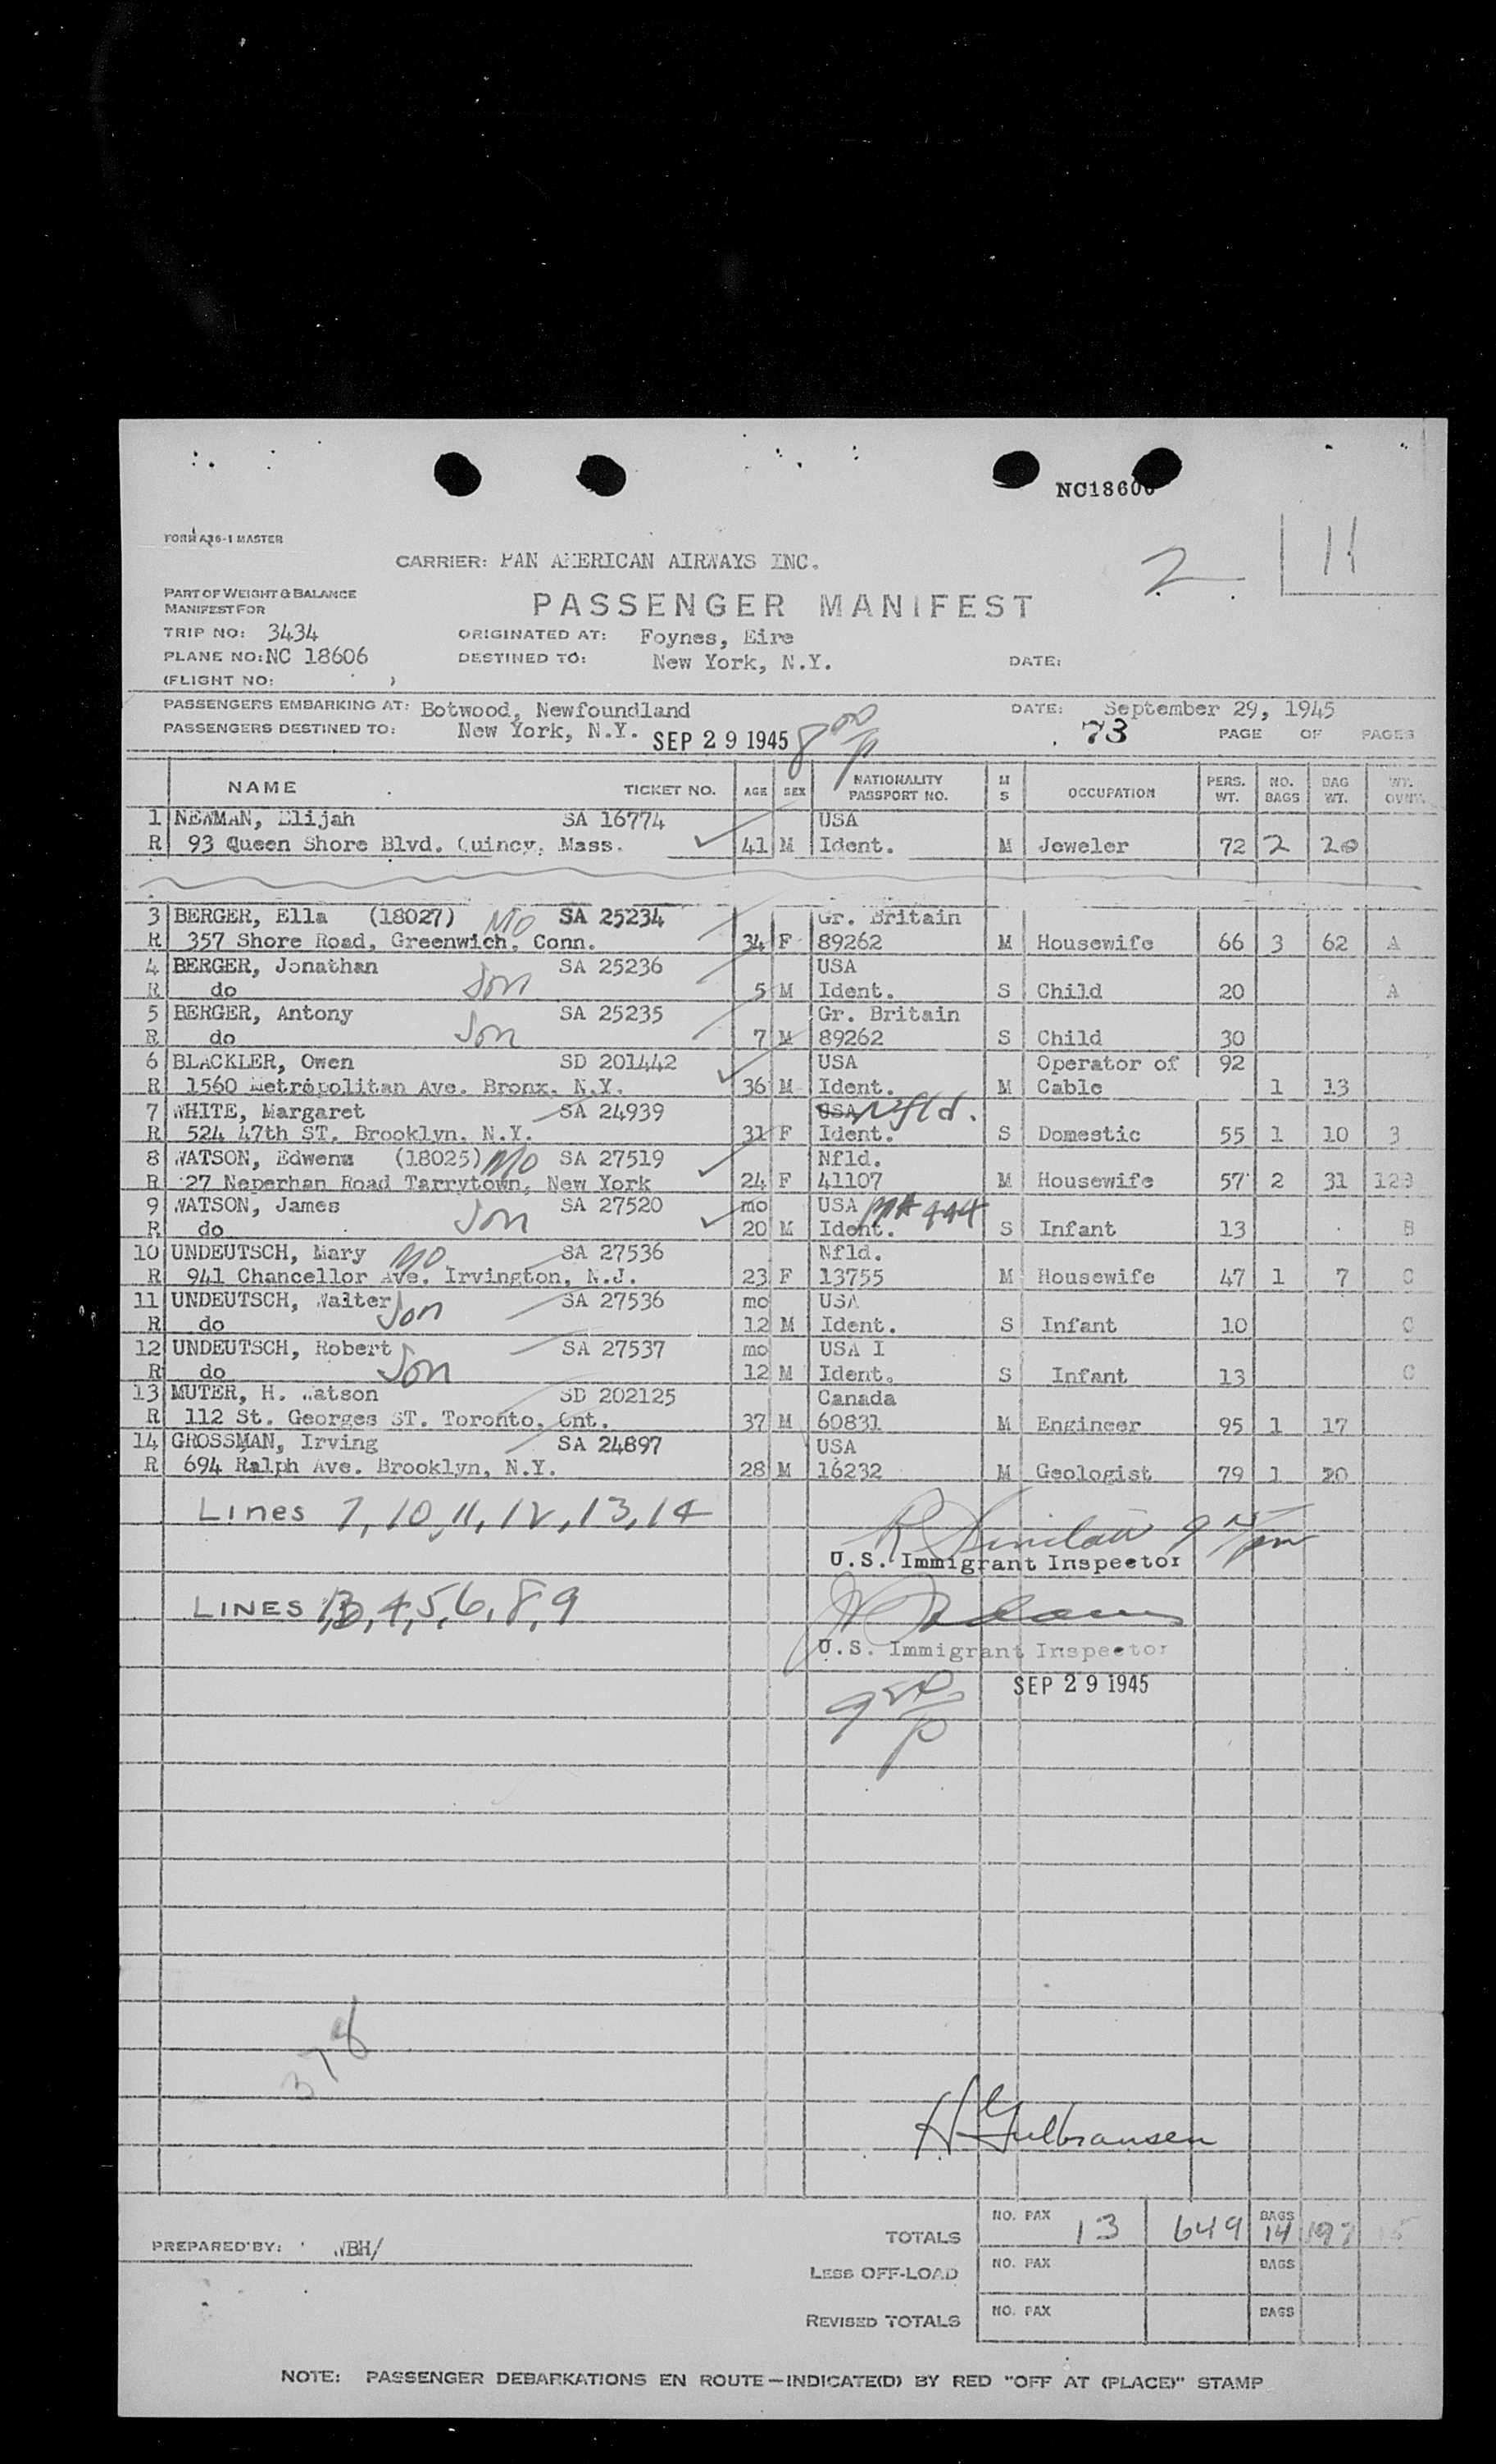 NC18606
FORM A36-1 MASTER
CARRIER: PAN AMERICAN AIRWAYS INC.
2
11
PART OF WEIGHT & BALANCE
MANIFEST FOR
PASSENGER MANIFEST
TRIP NO: 3434 ORIGINATED AT: Foynes, Eire
PLANE NO: NC 18606 DESTINED TO: New York, N.Y. DATE:
(FLIGHT NO: )
PASSENGERS EMBARKING AT: Botwood, Newfoundland DATE: September 29, 1945
PASSENGERS DESTINED TO: New York, N.Y. SEP 29 1945 8 00/P 73 PAGE OF PAGES
NAME TICKET NO. AGE SEX NATIONALITY PASSPORT NO. M S OCCUPATION PERS. WT. NO. BAGS BAG WT. WT.
1 NEWMAN, Elijah SA 16774 USA
R 93 Queen Shore Blvd. Quincy, Mass. 41 M Ident. M Jeweler 72 2 20
3 BERGER, Ella (18027) Mo SA 25234 Gr. Britain
R 357 Shore Road, Greenwich, Conn. 34 F 89262 M Housewife 66 3 62 A
4 BERGER, Jonathan Son SA 25236 USA
R do 5 M Ident. S Child 20 A
5 BERGER, Antony Son SA 25235 Gr. Britain
R do 7 M 89262 S Child 30
6 BLACKLER, Owen SD 201442 USA Operator of 92
R 1560 Metropolitan Ave. Bronx, N.Y. 36 M Ident. M Cable 1 13
7 WHITE, Margaret SA 24939 USA Nfld.
R 524 47th ST. Brooklyn, N.Y. 31 F Ident. S Domestic 55 1 10 3
8 WATSON, Edwena (18025) Mo SA 27519 Nfld.
R 27 Neperhan Road Tarrytown, New York 24 F 41107 M Housewife 57 2 31
9 WATSON, James Son SA 27520 mo USA 444
R do 20 M Ident. S Infant 13 B
10 UNDEUTSCH, Mary Mo SA 27536 Nfld.
R 941 Chancellor Ave. Irvington, N.J. 23 F 13755 M Housewife 47 1 7 C
11 UNDEUTSCH, Walter Son SA 27536 mo USA
R do 12 M Ident. S Infant 10 C
12 UNDEUTSCH, Robert Son SA 27537 mo USA I
R do 12 M Ident. S Infant 13 C
13 MUTER, H. Watson SD 202125 Canada
R 112 St. Georges ST. Toronto, Ont. 37 M 60831 M Engineer 95 1 17
14 GROSSMAN, Irving SA 24897 USA
R 694 Ralph Ave. Brooklyn, N.Y. 28 M 16232 M Geologist 79 1 20
Lines 7, 10, 11, 12, 13, 14
U.S. Immigrant Inspector
LINES 1, 3, 4, 5, 6, 8, 9
U.S. Immigrant Inspector
SEP 29 1945
378
H Gulbransen
TOTALS NO. PAX 13 649 BAGS 14 197
PREPARED BY: WBH/
LESS OFF-LOAD NO. PAX BAGS
REVISED TOTALS NO. PAX BAGS
NOTE: PASSENGER DEBARKATIONS EN ROUTE—INDICATE(D) BY RED "OFF AT (PLACE)" STAMP